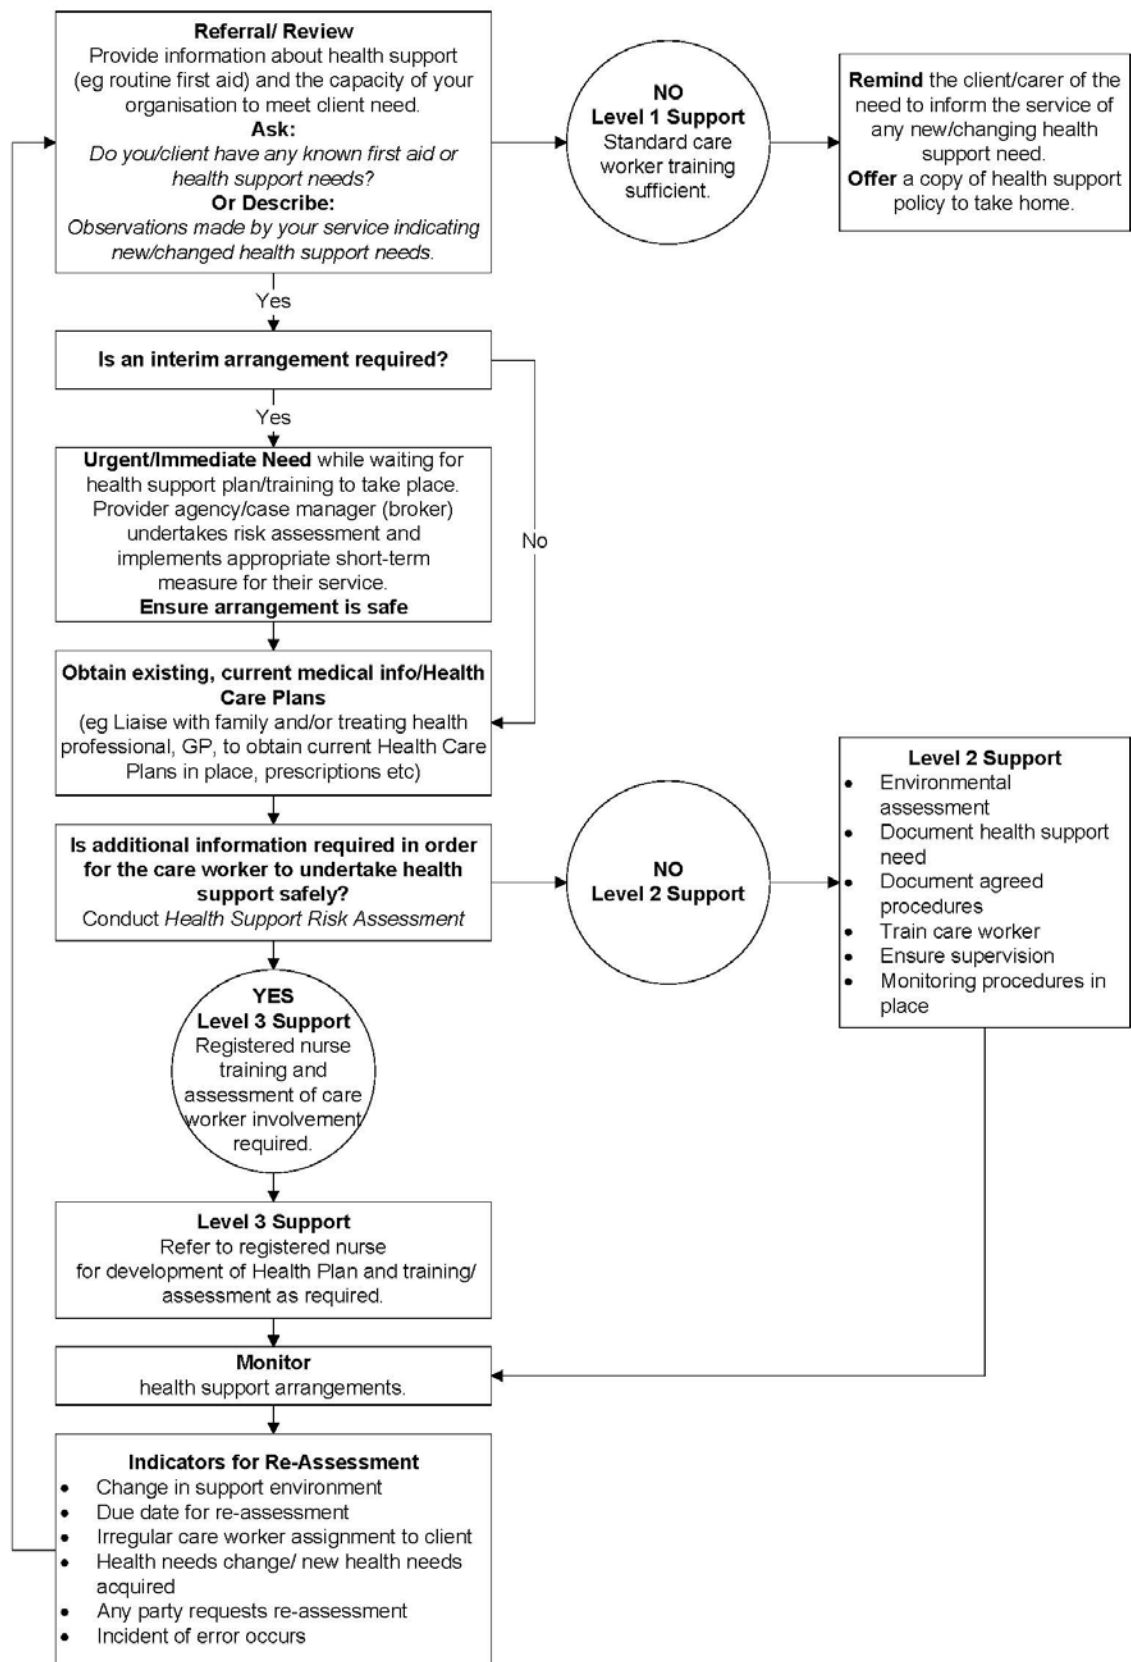 Referral/ Review
Provide information about health support
(eg routine first aid) and the capacity of your
organisation to meet client need.
Ask:
Do you/client have any known first aid or
health support needs?
Or Describe:
Observations made by your service indicating
new/changed health support needs.
NO
Level 1 Support
Standard care
worker training
sufficient.
Remind the client/carer of the
need to inform the service of
any new/changing health
support need.
Offer a copy of health support
policy to take home.
Yes
Is an interim arrangement required?
Yes
Urgent/Immediate Need while waiting for
health support plan/training to take place.
Provider agency/case manager (broker)
undertakes risk assessment and
implements appropriate short-term
measure for their service.
Ensure arrangement is safe
No
Obtain existing, current medical info/Health
Care Plans
(eg Liaise with family and/or treating health
professional, GP, to obtain current Health Care
Plans in place, prescriptions etc)
Is additional information required in order
for the care worker to undertake health
support safely?
Conduct Health Support Risk Assessment
NO
Level 2 Support
Level 2 Support
• Environmental
assessment
• Document health support
need
• Document agreed
procedures
• Train care worker
• Ensure supervision
• Monitoring procedures in
place
YES
Level 3 Support
Registered nurse
training and
assessment of care
worker involvement
required.
Level 3 Support
Refer to registered nurse
for development of Health Plan and training/
assessment as required.
Monitor
health support arrangements.
Indicators for Re-Assessment
• Change in support environment
• Due date for re-assessment
• Irregular care worker assignment to client
• Health needs change/ new health needs
acquired
• Any party requests re-assessment
• Incident of error occurs